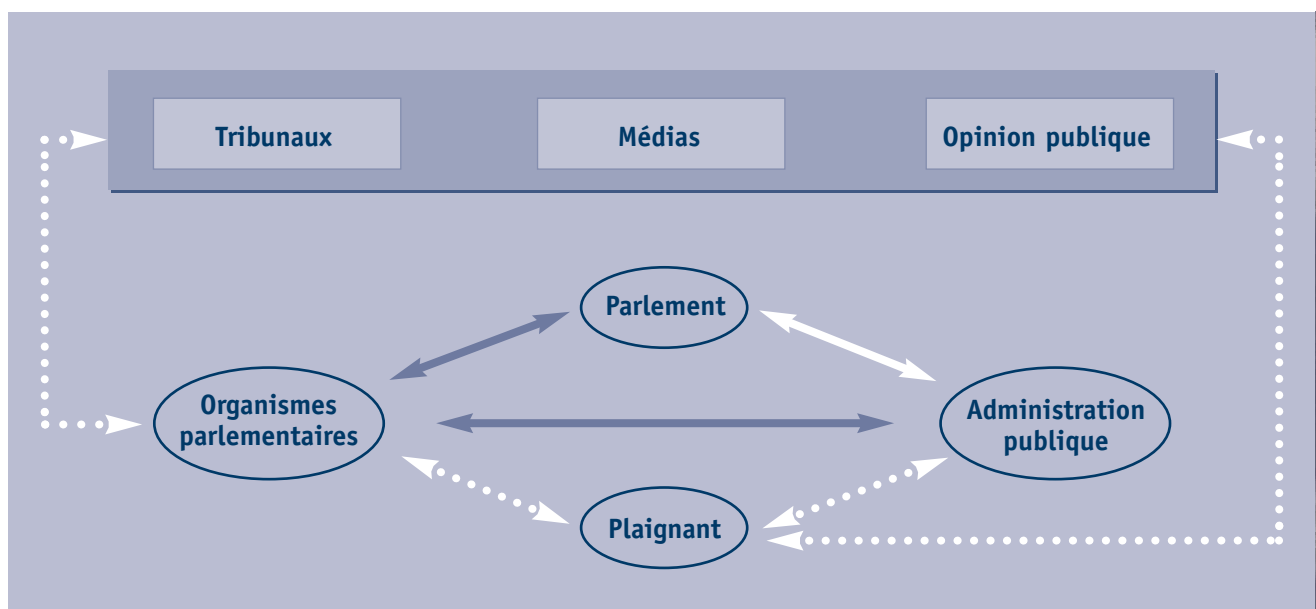 Tribunaux
Médias
Opinion publique
Parlement
Organismes
parlementaires
Administration
publique
Plaignant